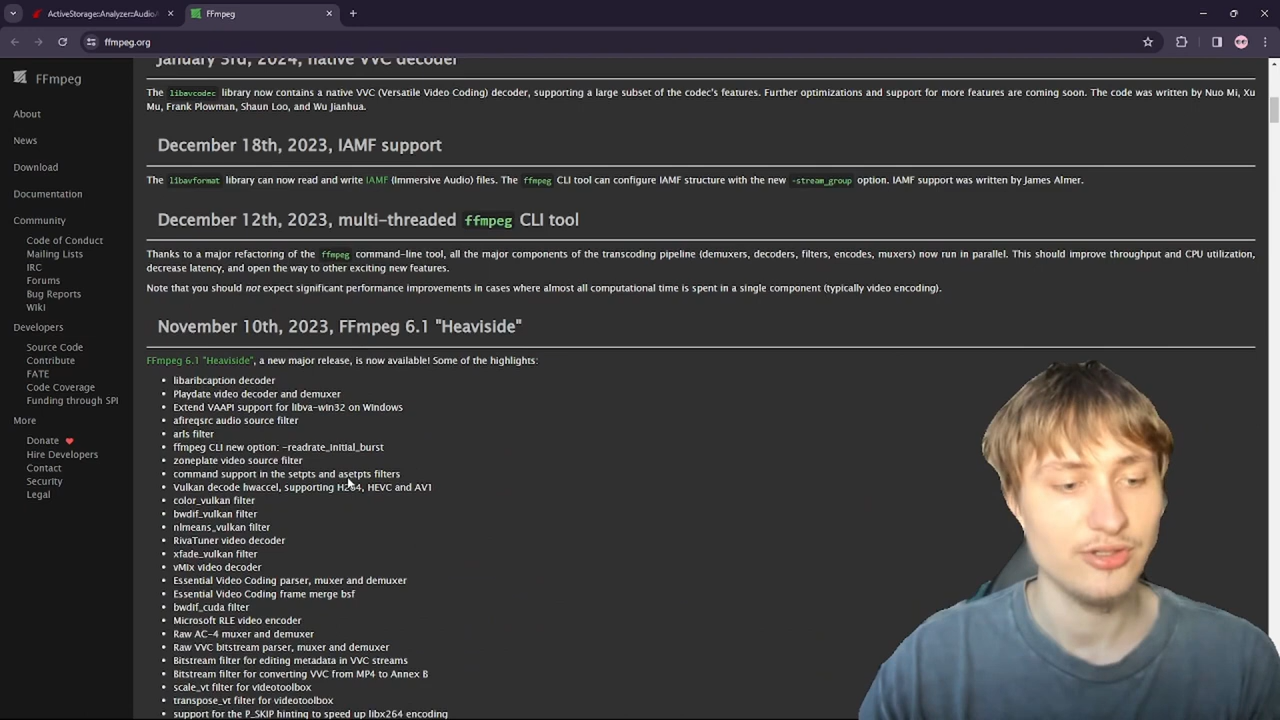 ActiveStorage::Analyzer::Audio
FFmpeg
ffmpeg.org
FFmpeg
About
News
Download
Documentation
Community
Code of Conduct
Mailing Lists
IRC
Forums
Bug Reports
Wiki
Developers
Source Code
Contribute
FATE
Code Coverage
Funding through SPI
More
Donate
Hire Developers
Contact
Security
Legal
January 3rd, 2024, native VVC decoder
The libavcodec library now contains a native VVC (Versatile Video Coding) decoder, supporting a large subset of the codec's features. Further optimizations and support for more features are coming soon. The code was written by Nuo Mi, Xu
Mu, Frank Plowman, Shaun Loo, and Wu Jianhua.
December 18th, 2023, IAMF support
The libavformat library can now read and write IAMF (Immersive Audio) files. The ffmpeg CLI tool can configure IAMF structure with the new -stream_group option. IAMF support was written by James Almer.
December 12th, 2023, multi-threaded ffmpeg CLI tool
Thanks to a major refactoring of the ffmpeg command-line tool, all the major components of the transcoding pipeline (demuxers, decoders, filters, encodes, muxers) now run in parallel. This should improve throughput and CPU utilization,
decrease latency, and open the way to other exciting new features.
Note that you should not expect significant performance improvements in cases where almost all computational time is spent in a single component (typically video encoding).
November 10th, 2023, FFmpeg 6.1 "Heaviside"
FFmpeg 6.1 "Heaviside", a new major release, is now available! Some of the highlights:
• libaribcaption decoder
• Playdate video decoder and demuxer
• Extend VAAPI support for libva-win32 on Windows
• afireqsrc audio source filter
• arls filter
• ffmpeg CLI new option: -readrate_initial_burst
• zoneplate video source filter
• command support in the setpts and asetpts filters
• Vulkan decode hwaccel, supporting H264, HEVC and AV1
• color_vulkan filter
• bwdif_vulkan filter
• nlmeans_vulkan filter
• RivaTuner video decoder
• xfade_vulkan filter
• vMix video decoder
• Essential Video Coding parser, muxer and demuxer
• Essential Video Coding frame merge bsf
• bwdif_cuda filter
• Microsoft RLE video encoder
• Raw AC-4 muxer and demuxer
• Raw VVC bitstream parser, muxer and demuxer
• Bitstream filter for editing metadata in VVC streams
• Bitstream filter for converting VVC from MP4 to Annex B
• scale_vt filter for videotoolbox
• transpose_vt filter for videotoolbox
• support for the P_SKIP hinting to speed up libx264 encoding